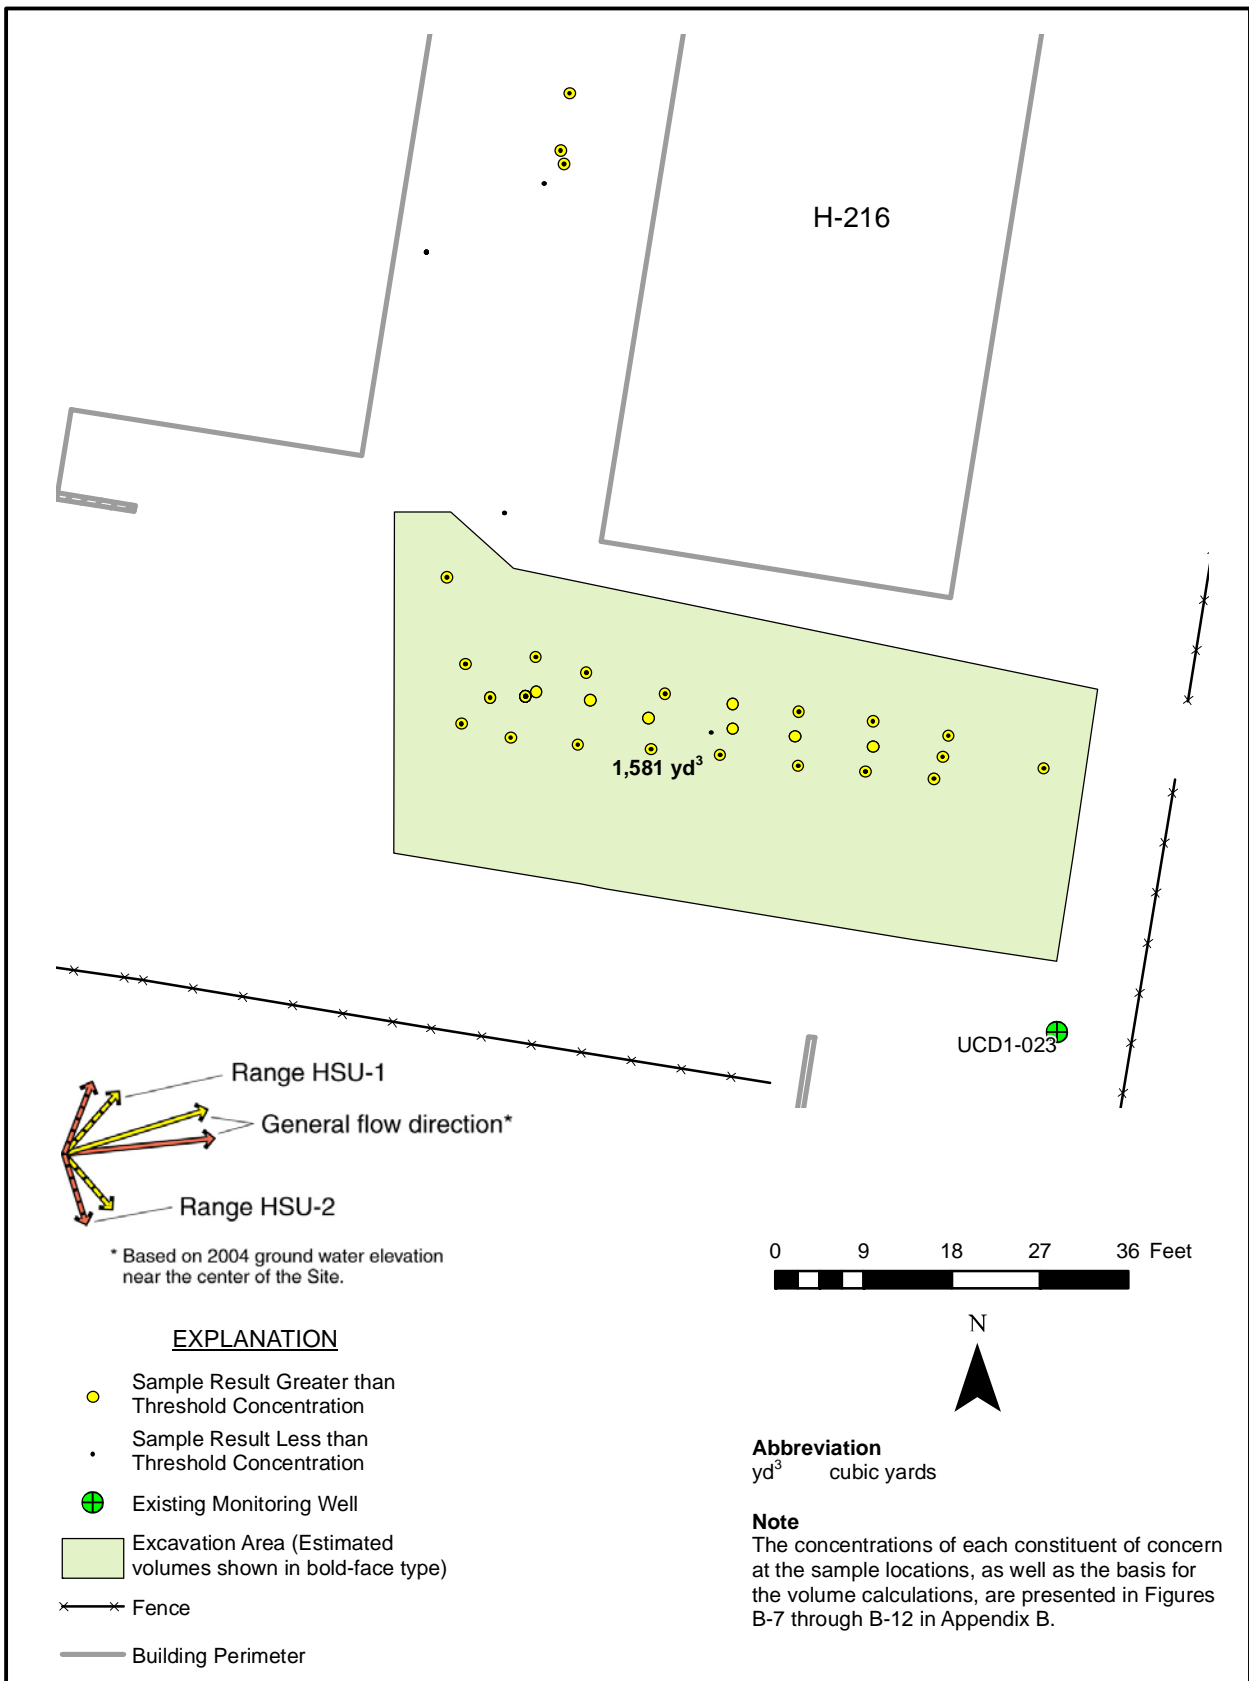 H-216
1,581 yd³
UCD1-023
Range HSU-1
General flow direction*
Range HSU-2
* Based on 2004 ground water elevation
near the center of the Site.
0 9 18 27 36 Feet
N
EXPLANATION
Sample Result Greater than
Threshold Concentration
Sample Result Less than
Threshold Concentration
Existing Monitoring Well
Excavation Area (Estimated
volumes shown in bold-face type)
Fence
Building Perimeter
Abbreviation
yd³ cubic yards
Note
The concentrations of each constituent of concern
at the sample locations, as well as the basis for
the volume calculations, are presented in Figures
B-7 through B-12 in Appendix B.